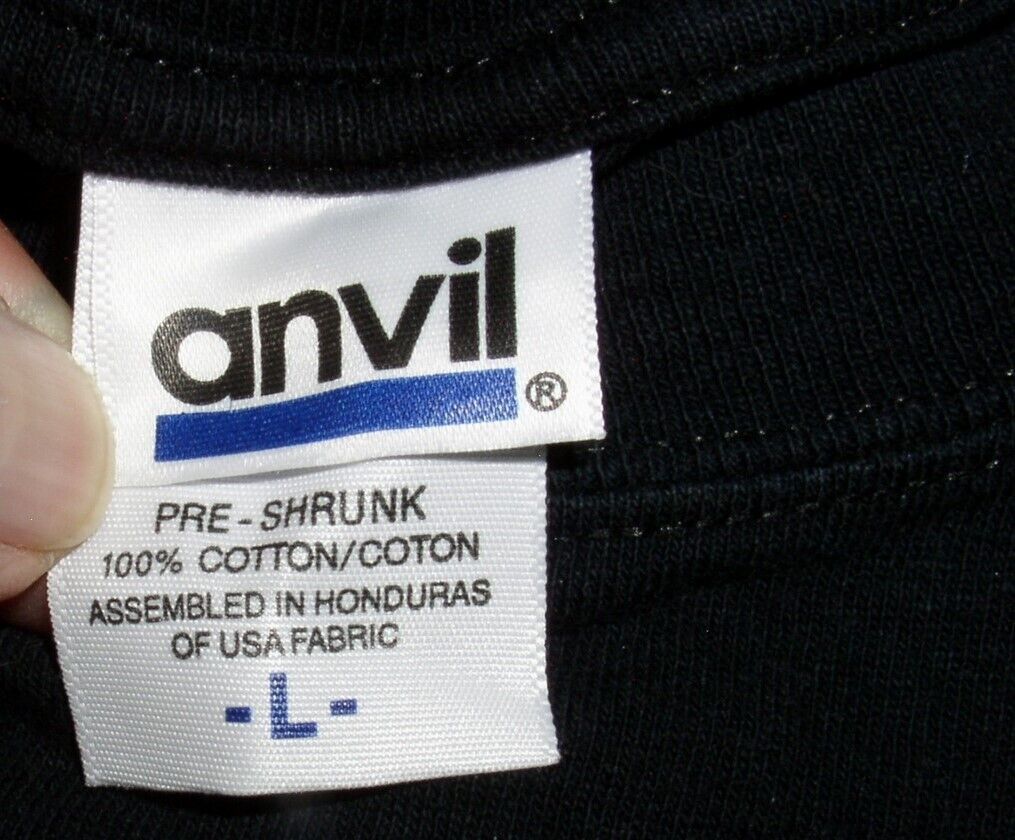 anvil®
PRE-SHRUNK
100% COTTON/COTON
ASSEMBLED IN HONDURAS
OF USA FABRIC
-L-